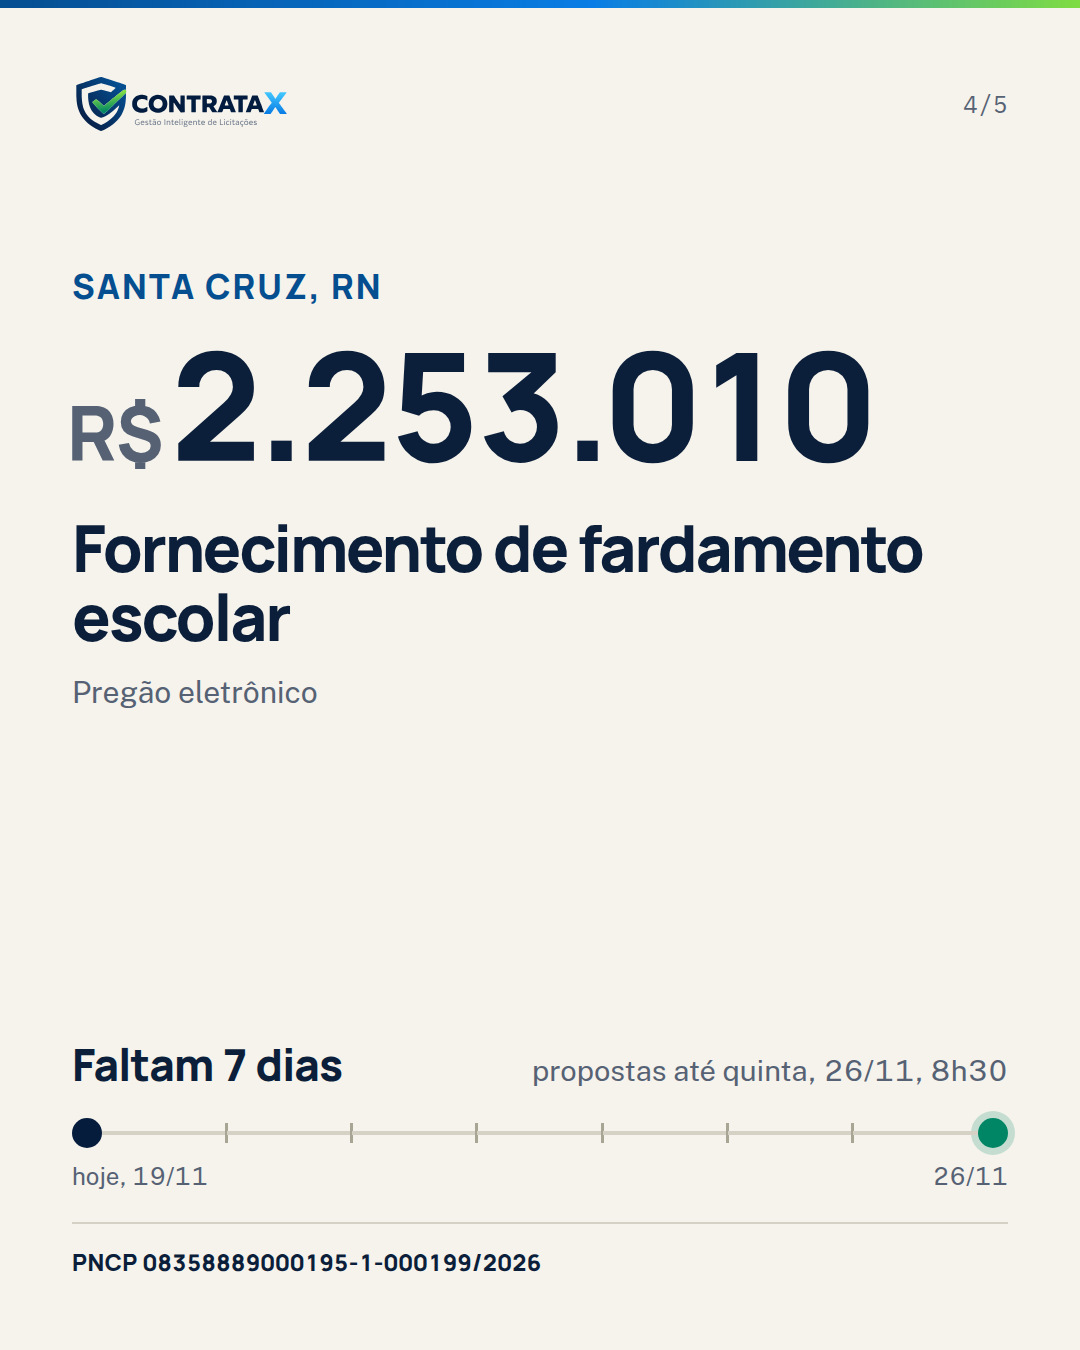 CONTRATAX
Gestão Inteligente de Licitações
4/5
SANTA CRUZ, RN
R$ 2.253.010
Fornecimento de fardamento
escolar
Pregão eletrônico
Faltam 7 dias
propostas até quinta, 26/11, 8h30
hoje, 19/11
26/11
PNCP 08358889000195-1-000199/2026